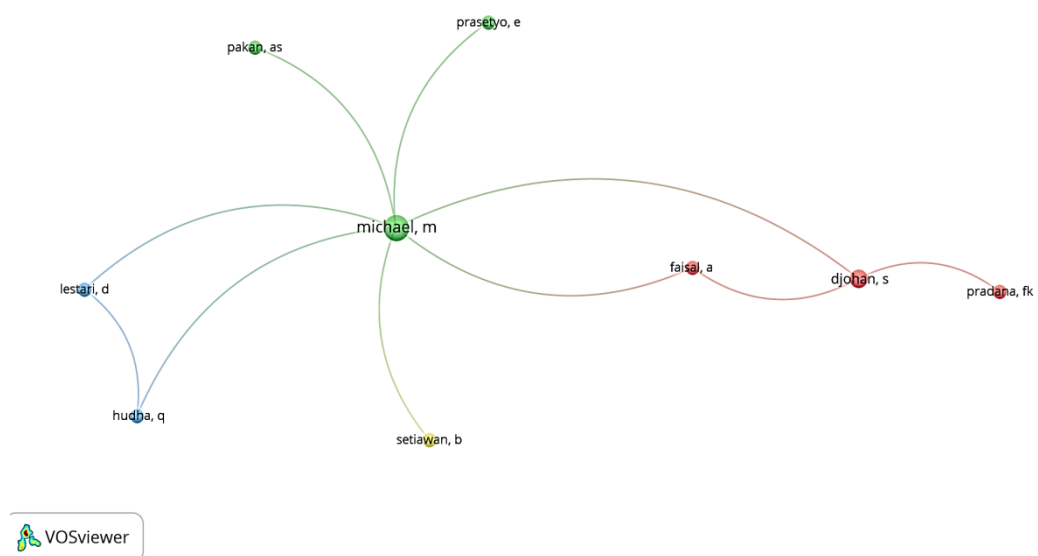 prasetyo, e
pakan, as
michael, m
faisal, a
djohan, s
pradana, fk
lestari, d
hudha, q
setiawan, b
VOSviewer